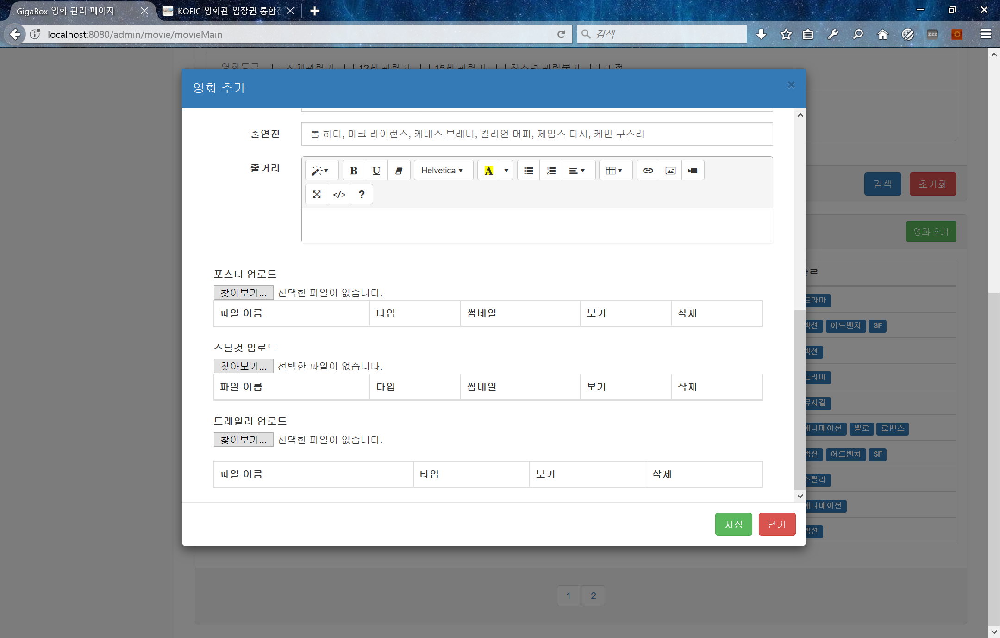 GigaBox 영화 관리 페이지
KOFIC 영화관 입장권 통합
localhost:8080/admin/movie/movieMain
검색
영화등급 전체관람가 12세 관람가 15세 관람가 청소년 관람불가 미정
영화 추가
×
출연진
톰 하디, 마크 라이런스, 케네스 브래너, 킬리언 머피, 제임스 다시, 케빈 구스리
줄거리
B U Helvetica A
</> ?
검색 초기화
영화 추가
포스터 업로드
찾아보기... 선택한 파일이 없습니다.
파일 이름 타입 썸네일 보기 삭제
스틸컷 업로드
찾아보기... 선택한 파일이 없습니다.
파일 이름 타입 썸네일 보기 삭제
트레일러 업로드
찾아보기... 선택한 파일이 없습니다.
파일 이름 타입 보기 삭제
저장 닫기
르
드라마
액션 어드벤처 SF
액션
드라마
뮤지컬
애니메이션 멜로 로맨스
액션 어드벤처 SF
스릴러
애니메이션
액션
1 2